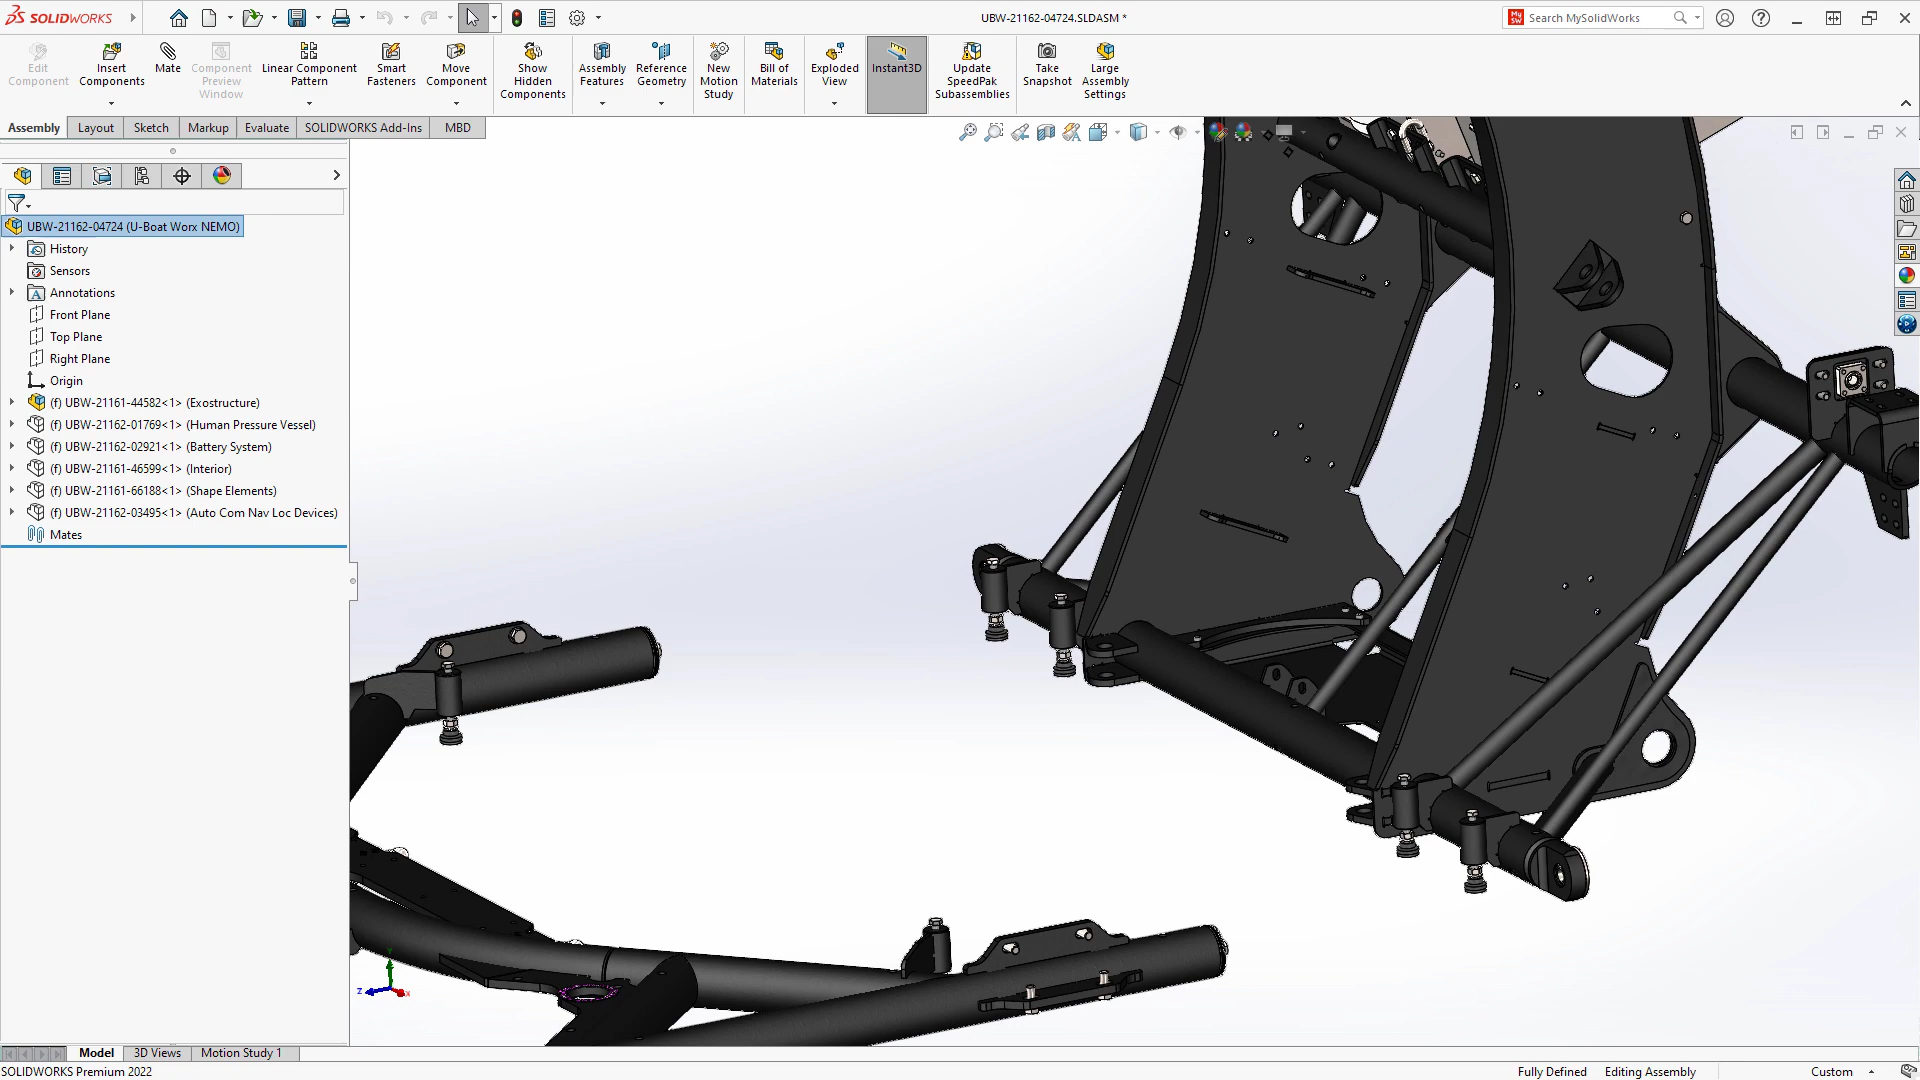 SOLIDWORKS
UBW-21162-04724.SLDASM *
Search MySolidWorks
Edit Component
Insert Components
Mate
Component Preview Window
Linear Component Pattern
Smart Fasteners
Move Component
Show Hidden Components
Assembly Features
Reference Geometry
New Motion Study
Bill of Materials
Exploded View
Instant3D
Update SpeedPak Subassemblies
Take Snapshot
Large Assembly Settings
Assembly
Layout
Sketch
Markup
Evaluate
SOLIDWORKS Add-Ins
MBD
UBW-21162-04724 (U-Boat Worx NEMO)
History
Sensors
Annotations
Front Plane
Top Plane
Right Plane
Origin
(f) UBW-21161-44582<1> (Exostructure)
(f) UBW-21162-01769<1> (Human Pressure Vessel)
(f) UBW-21162-02921<1> (Battery System)
(f) UBW-21161-46599<1> (Interior)
(f) UBW-21161-66188<1> (Shape Elements)
(f) UBW-21162-03495<1> (Auto Com Nav Loc Devices)
Mates
Y
Z
X
Model
3D Views
Motion Study 1
SOLIDWORKS Premium 2022
Fully Defined
Editing Assembly
Custom